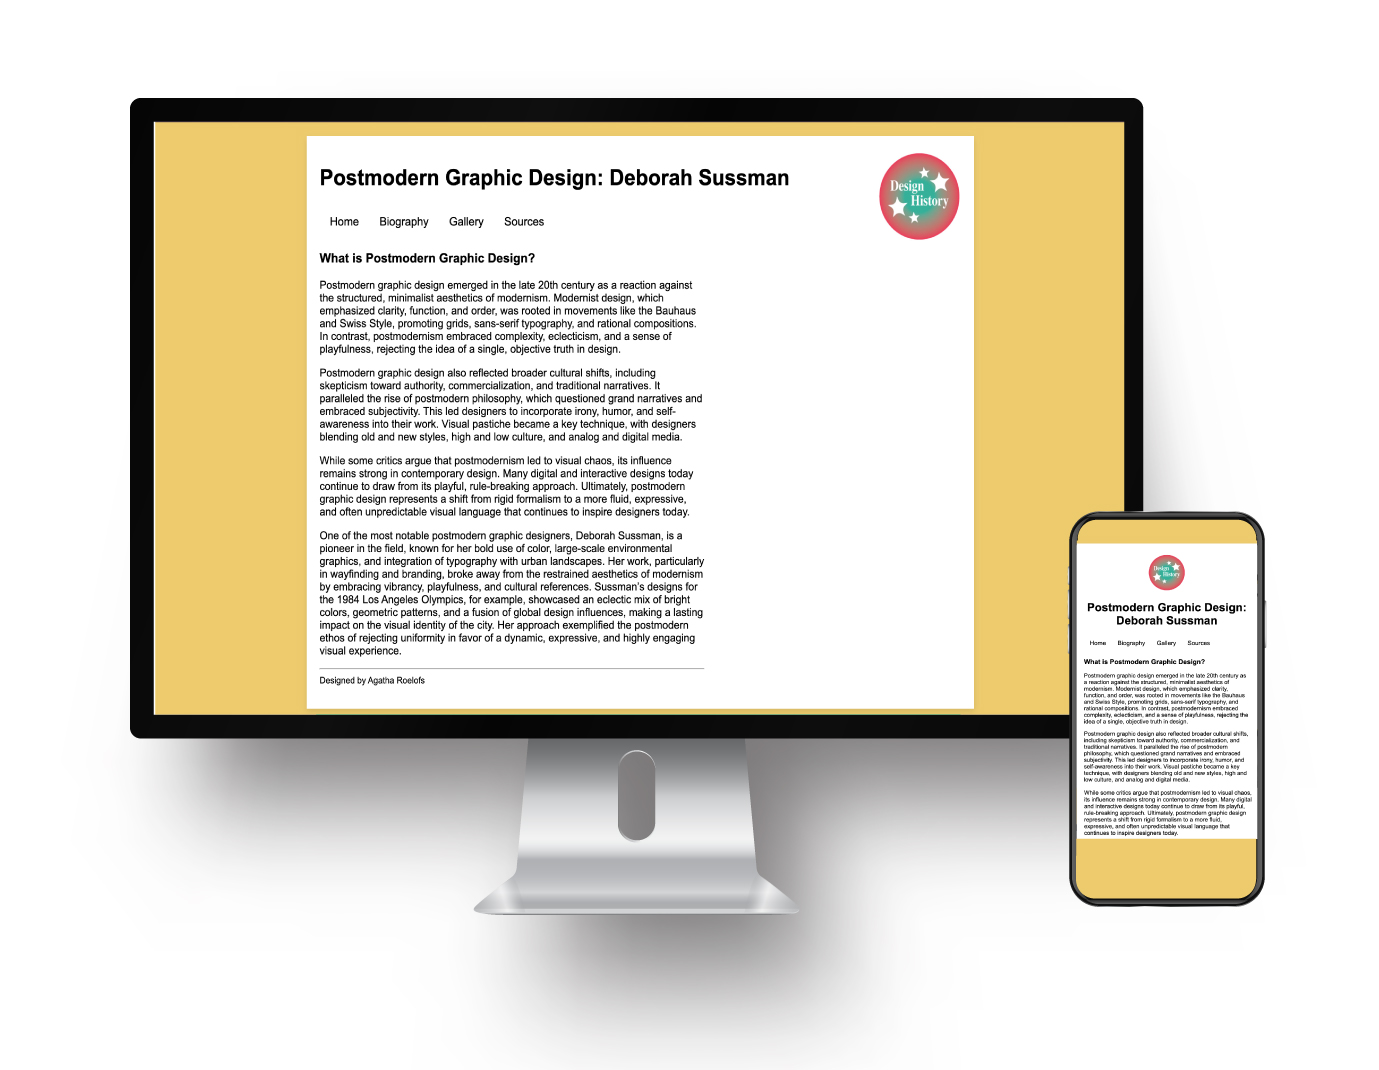 Postmodern Graphic Design: Deborah Sussman
Design
History
Home Biography Gallery Sources
What is Postmodern Graphic Design?
Postmodern graphic design emerged in the late 20th century as a reaction against
the structured, minimalist aesthetics of modernism. Modernist design, which
emphasized clarity, function, and order, was rooted in movements like the Bauhaus
and Swiss Style, promoting grids, sans-serif typography, and rational compositions.
In contrast, postmodernism embraced complexity, eclecticism, and a sense of
playfulness, rejecting the idea of a single, objective truth in design.
Postmodern graphic design also reflected broader cultural shifts, including
skepticism toward authority, commercialization, and traditional narratives. It
paralleled the rise of postmodern philosophy, which questioned grand narratives and
embraced subjectivity. This led designers to incorporate irony, humor, and self-
awareness into their work. Visual pastiche became a key technique, with designers
blending old and new styles, high and low culture, and analog and digital media.
While some critics argue that postmodernism led to visual chaos, its influence
remains strong in contemporary design. Many digital and interactive designs today
continue to draw from its playful, rule-breaking approach. Ultimately, postmodern
graphic design represents a shift from rigid formalism to a more fluid, expressive,
and often unpredictable visual language that continues to inspire designers today.
One of the most notable postmodern graphic designers, Deborah Sussman, is a
pioneer in the field, known for her bold use of color, large-scale environmental
graphics, and integration of typography with urban landscapes. Her work, particularly
in wayfinding and branding, broke away from the restrained aesthetics of modernism
by embracing vibrancy, playfulness, and cultural references. Sussman's designs for
the 1984 Los Angeles Olympics, for example, showcased an eclectic mix of bright
colors, geometric patterns, and a fusion of global design influences, making a lasting
impact on the visual identity of the city. Her approach exemplified the postmodern
ethos of rejecting uniformity in favor of a dynamic, expressive, and highly engaging
visual experience.
Designed by Agatha Roelofs
Design
History
Postmodern Graphic Design:
Deborah Sussman
Home Biography Gallery Sources
What is Postmodern Graphic Design?
Postmodern graphic design emerged in the late 20th century as
a reaction against the structured, minimalist aesthetics of
modernism. Modernist design, which emphasized clarity,
function, and order, was rooted in movements like the Bauhaus
and Swiss Style, promoting grids, sans-serif typography, and
rational compositions. In contrast, postmodernism embraced
complexity, eclecticism, and a sense of playfulness, rejecting the
idea of a single, objective truth in design.
Postmodern graphic design also reflected broader cultural shifts,
including skepticism toward authority, commercialization, and
traditional narratives. It paralleled the rise of postmodern
philosophy, which questioned grand narratives and embraced
subjectivity. This led designers to incorporate irony, humor, and
self-awareness into their work. Visual pastiche became a key
technique, with designers blending old and new styles, high and
low culture, and analog and digital media.
While some critics argue that postmodernism led to visual chaos,
its influence remains strong in contemporary design. Many digital
and interactive designs today continue to draw from its playful,
rule-breaking approach. Ultimately, postmodern graphic design
represents a shift from rigid formalism to a more fluid,
expressive, and often unpredictable visual language that
continues to inspire designers today.